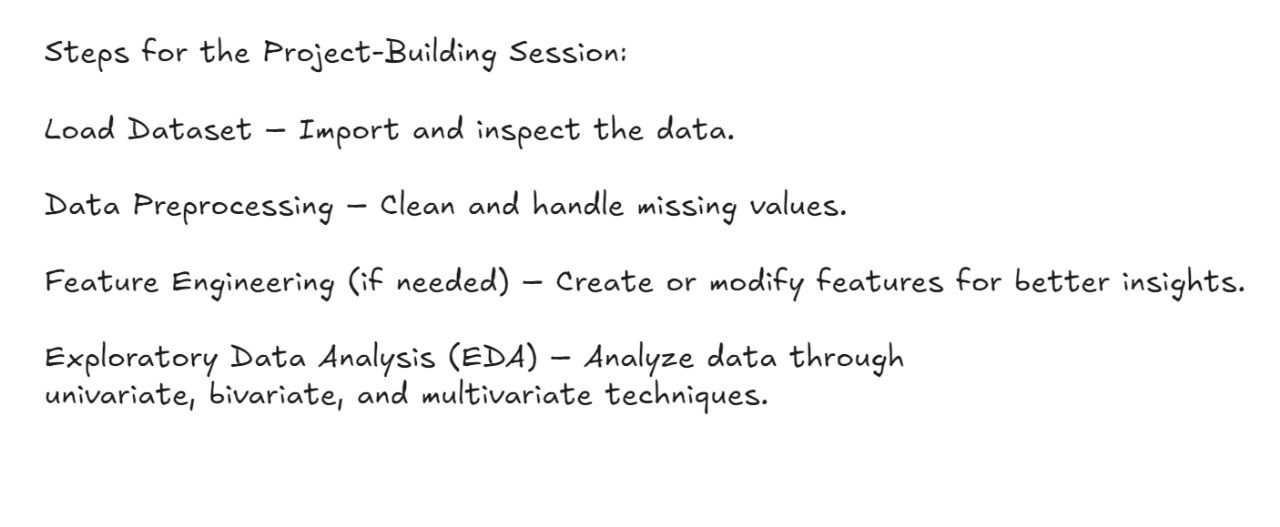 Steps for the Project-Building Session:
Load Dataset – Import and inspect the data.
Data Preprocessing – Clean and handle missing values.
Feature Engineering (if needed) – Create or modify features for better insights.
Exploratory Data Analysis (EDA) – Analyze data through
univariate, bivariate, and multivariate techniques.